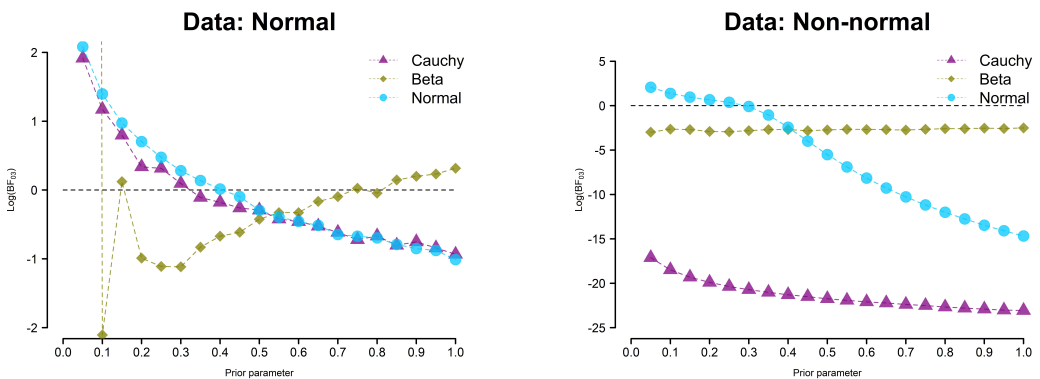 Data: Normal
Log(BF03)
2
1
0
-1
-2
0.0 0.1 0.2 0.3 0.4 0.5 0.6 0.7 0.8 0.9 1.0
Prior parameter
Cauchy
Beta
Normal
Data: Non-normal
Log(BF03)
5
0
-5
-10
-15
-20
-25
0.0 0.1 0.2 0.3 0.4 0.5 0.6 0.7 0.8 0.9 1.0
Prior parameter
Cauchy
Beta
Normal